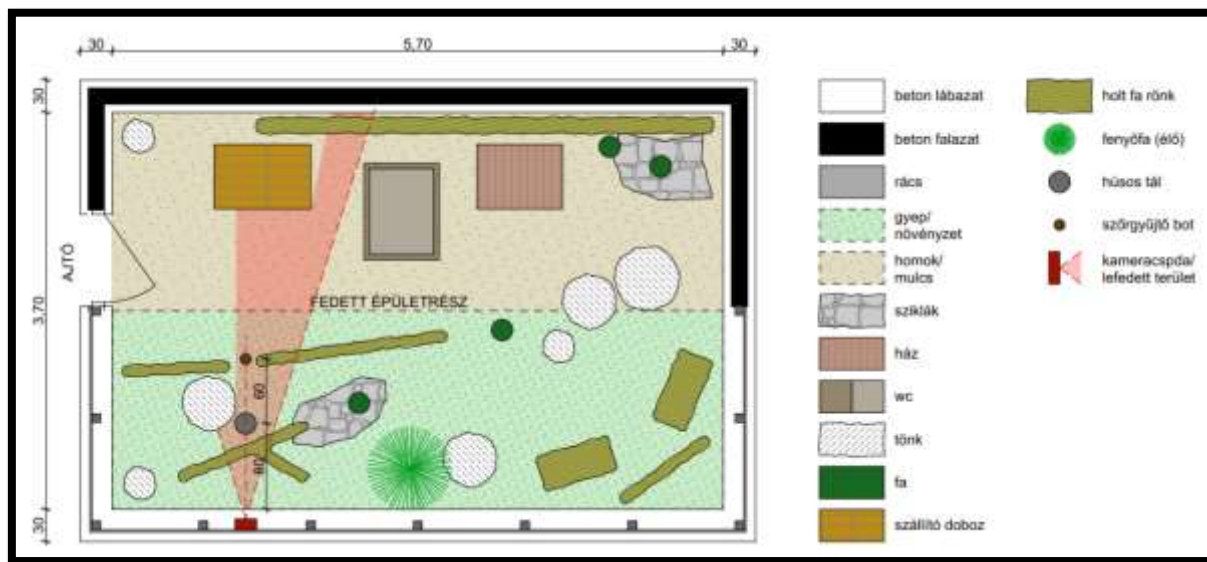 30
5,70
30
30
3,70
30
AJTÓ
FEDETT ÉPÜLETRÉSZ
60
80
beton lábazat
beton falazat
rács
gyep/
növényzet
homok/
mulcs
sziklák
ház
wc
tönk
fa
szállító doboz
holt fa rönk
fenyőfa (élő)
húsos tál
szőrgyűjtő bot
kameracspda/
lefedett terület